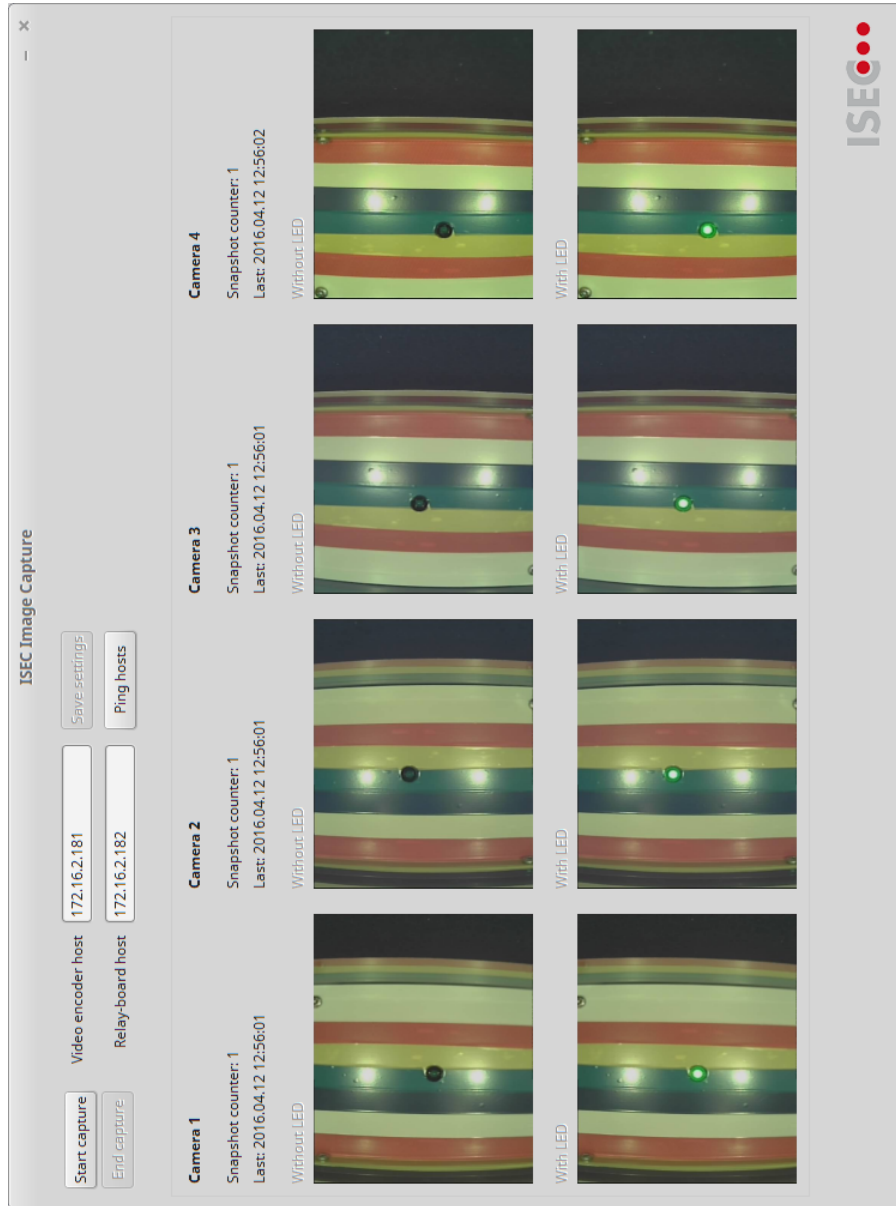 ISEC Image Capture
Start capture
Video encoder host
172.16.2.181
Save settings
End capture
Relay-board host
172.16.2.182
Ping hosts
Camera 1
Snapshot counter: 1
Last: 2016.04.12 12:56:01
Without LED
With LED
Camera 2
Snapshot counter: 1
Last: 2016.04.12 12:56:01
Without LED
With LED
Camera 3
Snapshot counter: 1
Last: 2016.04.12 12:56:01
Without LED
With LED
Camera 4
Snapshot counter: 1
Last: 2016.04.12 12:56:02
Without LED
With LED
ISEC